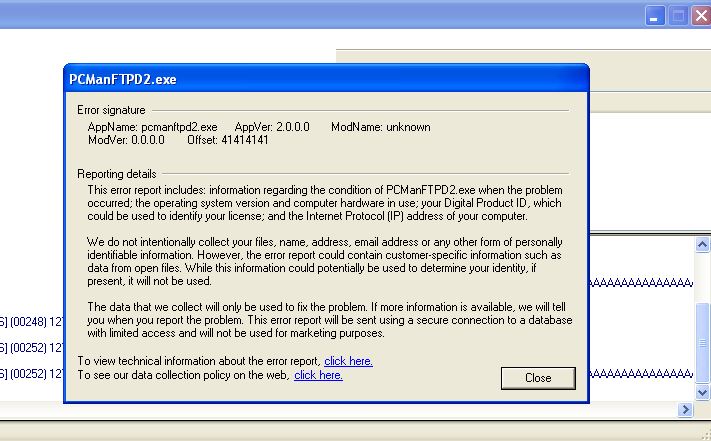 PCManFTPD2.exe
Error signature
AppName: pcmanftpd2.exe AppVer: 2.0.0.0 ModName: unknown
ModVer: 0.0.0.0 Offset: 41414141
Reporting details
This error report includes: information regarding the condition of PCManFTPD2.exe when the problem
occurred; the operating system version and computer hardware in use; your Digital Product ID, which
could be used to identify your license; and the Internet Protocol (IP) address of your computer.
We do not intentionally collect your files, name, address, email address or any other form of personally
identifiable information. However, the error report could contain customer-specific information such as
data from open files. While this information could potentially be used to determine your identity, if
present, it will not be used.
The data that we collect will only be used to fix the problem. If more information is available, we will tell
you when you report the problem. This error report will be sent using a secure connection to a database
with limited access and will not be used for marketing purposes.
To view technical information about the error report, click here.
To see our data collection policy on the web, click here.
Close
6] (00248) 12
6] (00252) 12
6] (00252) 12